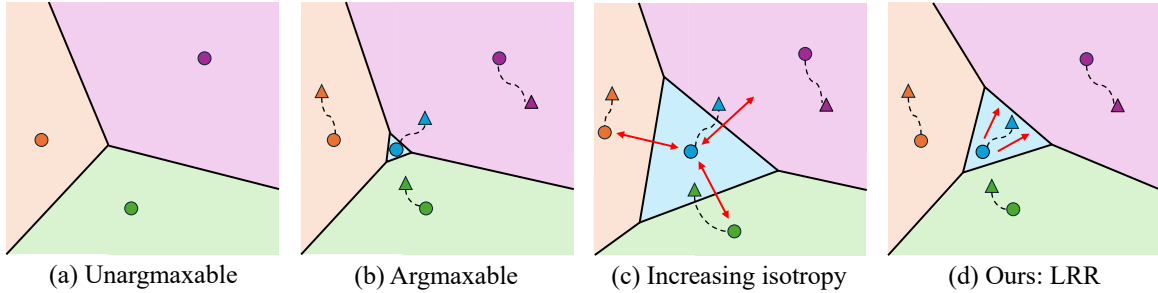 (a) Unargmaxable
(b) Argmaxable
(c) Increasing isotropy
(d) Ours: LRR